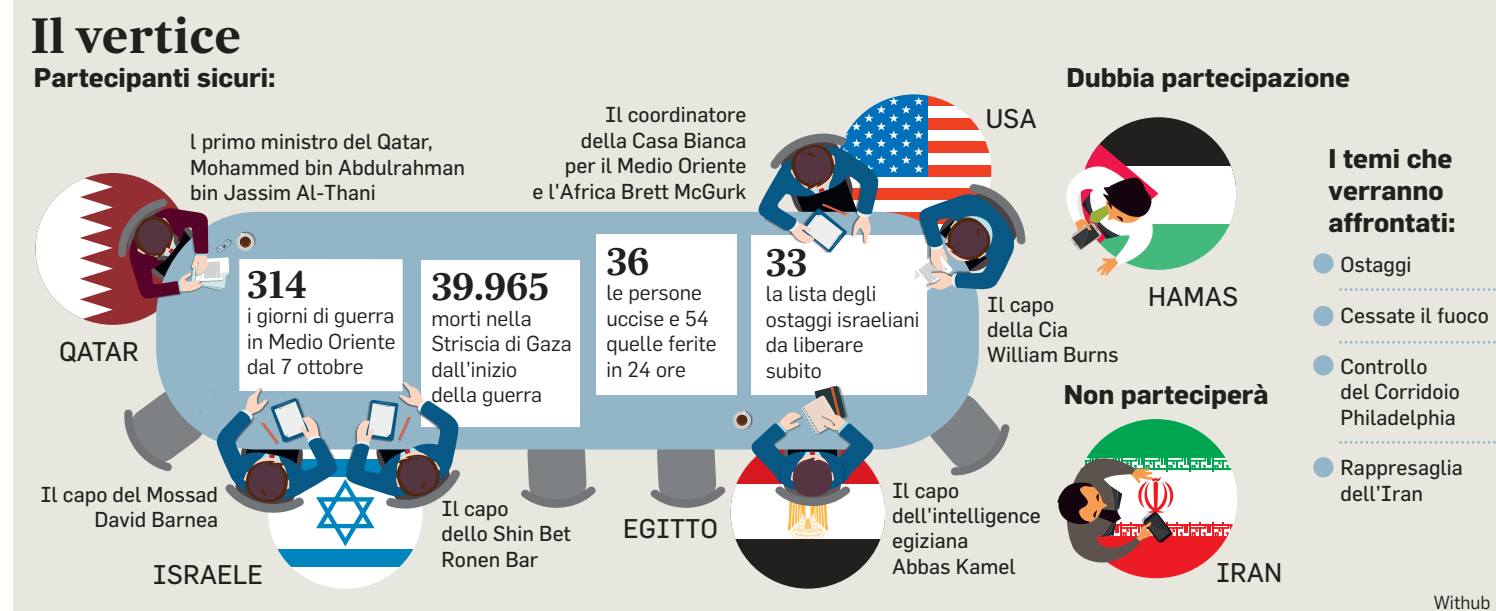 Il vertice
Partecipanti sicuri:
l primo ministro del Qatar,
Mohammed bin Abdulrahman
bin Jassim Al-Thani
QATAR
Il coordinatore
della Casa Bianca
per il Medio Oriente
e l'Africa Brett McGurk
USA
Il capo
della Cia
William Burns
314
i giorni di guerra
in Medio Oriente
dal 7 ottobre
39.965
morti nella
Striscia di Gaza
dall'inizio
della guerra
36
le persone
uccise e 54
quelle ferite
in 24 ore
33
la lista degli
ostaggi israeliani
da liberare
subito
Il capo del Mossad
David Barnea
ISRAELE
Il capo
dello Shin Bet
Ronen Bar
EGITTO
Il capo
dell'intelligence
egiziana
Abbas Kamel
Dubbia partecipazione
HAMAS
Non parteciperà
IRAN
I temi che
verranno
affrontati:
Ostaggi
Cessate il fuoco
Controllo
del Corridoio
Philadelphia
Rappresaglia
dell'Iran
Withub